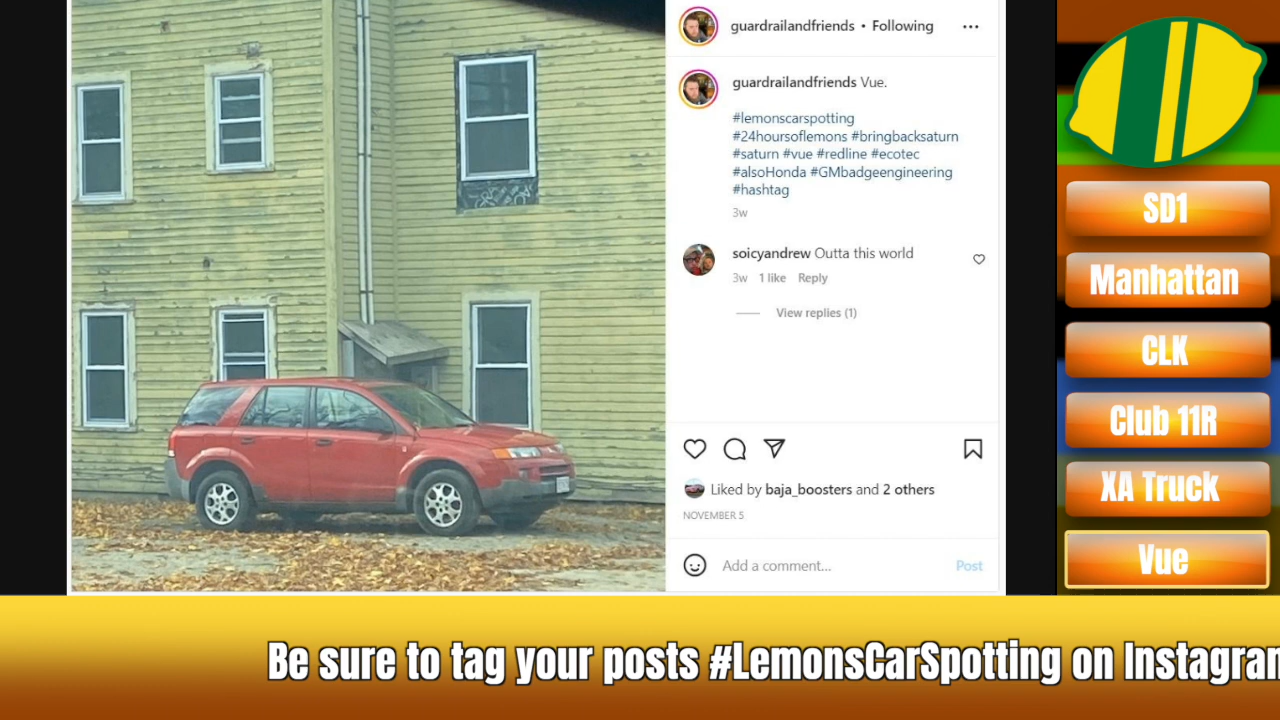 guardrailandfriends • Following
guardrailandfriends Vue.
#lemonscarspotting
#24hoursoflemons #bringbacksaturn
#saturn #vue #redline #ecotec
#alsoHonda #GMbadgeengineering
#hashtag
3w
soicyandrew Outta this world
3w 1 like Reply
View replies (1)
Liked by baja_boosters and 2 others
NOVEMBER 5
Add a comment... Post
SD1
Manhattan
CLK
Club 11R
XA Truck
Vue
Be sure to tag your posts #LemonsCarSpotting on Instagram